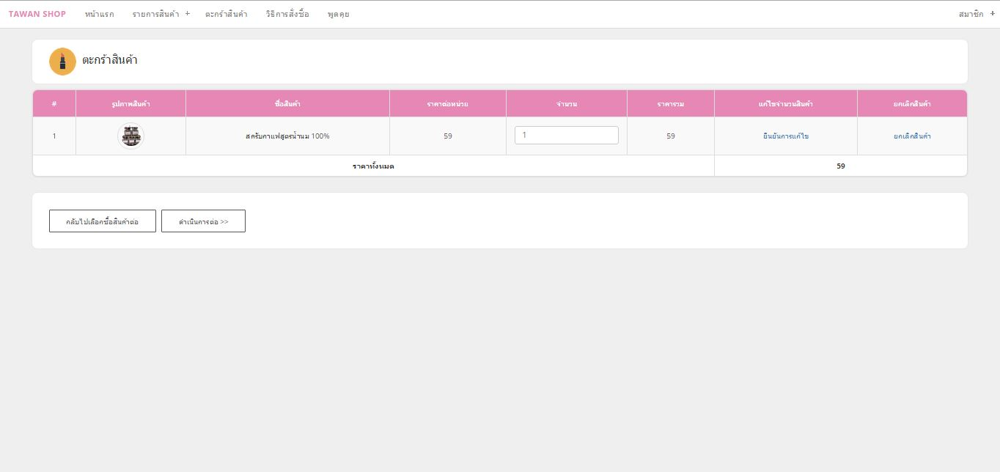 TAWAN SHOP หน้าแรก รายการสินค้า + ตะกร้าสินค้า วิธีการสั่งซื้อ พูดคุย สมาชิก +
ตะกร้าสินค้า
# รูปภาพสินค้า ชื่อสินค้า ราคาต่อหน่วย จำนวน ราคารวม แก้ไขจำนวนสินค้า ยกเลิกสินค้า
1 สครับกาแฟสูตรน้ำนม 100% 59 1 59 ยืนยันการแก้ไข ยกเลิกสินค้า
ราคาทั้งหมด 59
กลับไปเลือกซื้อสินค้าต่อ ดำเนินการต่อ >>